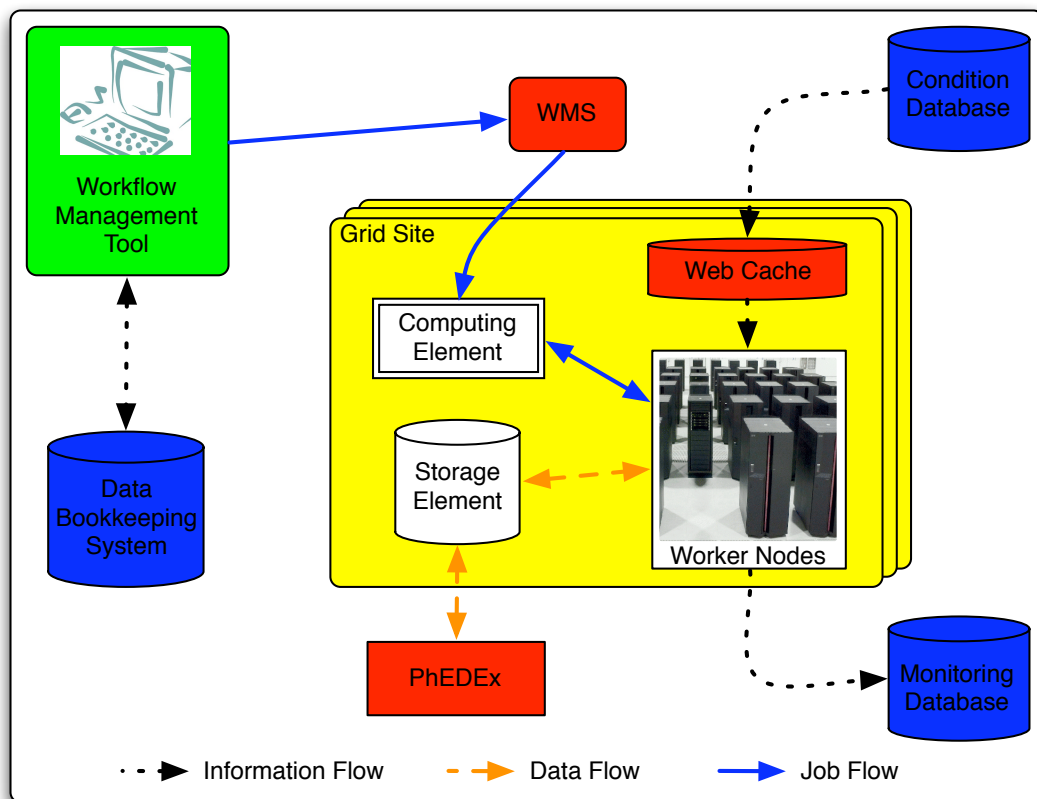 Workflow
Management
Tool
WMS
Condition
Database
Grid Site
Web Cache
Computing
Element
Storage
Element
Worker Nodes
Data
Bookkeeping
System
PhEDEx
Monitoring
Database
Information Flow
Data Flow
Job Flow